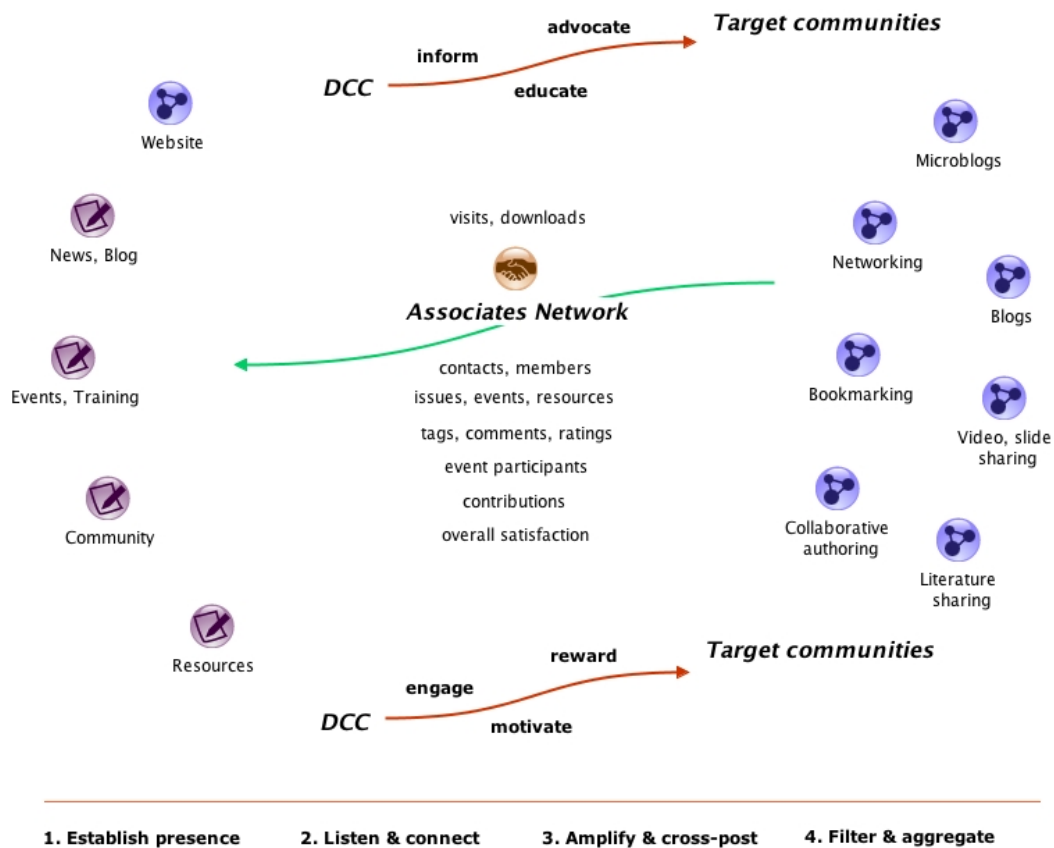 Target communities
advocate
inform
DCC
educate
Website
Microblogs
visits, downloads
News, Blog
Networking
Associates Network
Blogs
Events, Training
contacts, members
Bookmarking
issues, events, resources
tags, comments, ratings
Video, slide
sharing
event participants
contributions
Community
overall satisfaction
Collaborative
authoring
Literature
sharing
Resources
Target communities
reward
engage
DCC
motivate
1. Establish presence
2. Listen & connect
3. Amplify & cross-post
4. Filter & aggregate